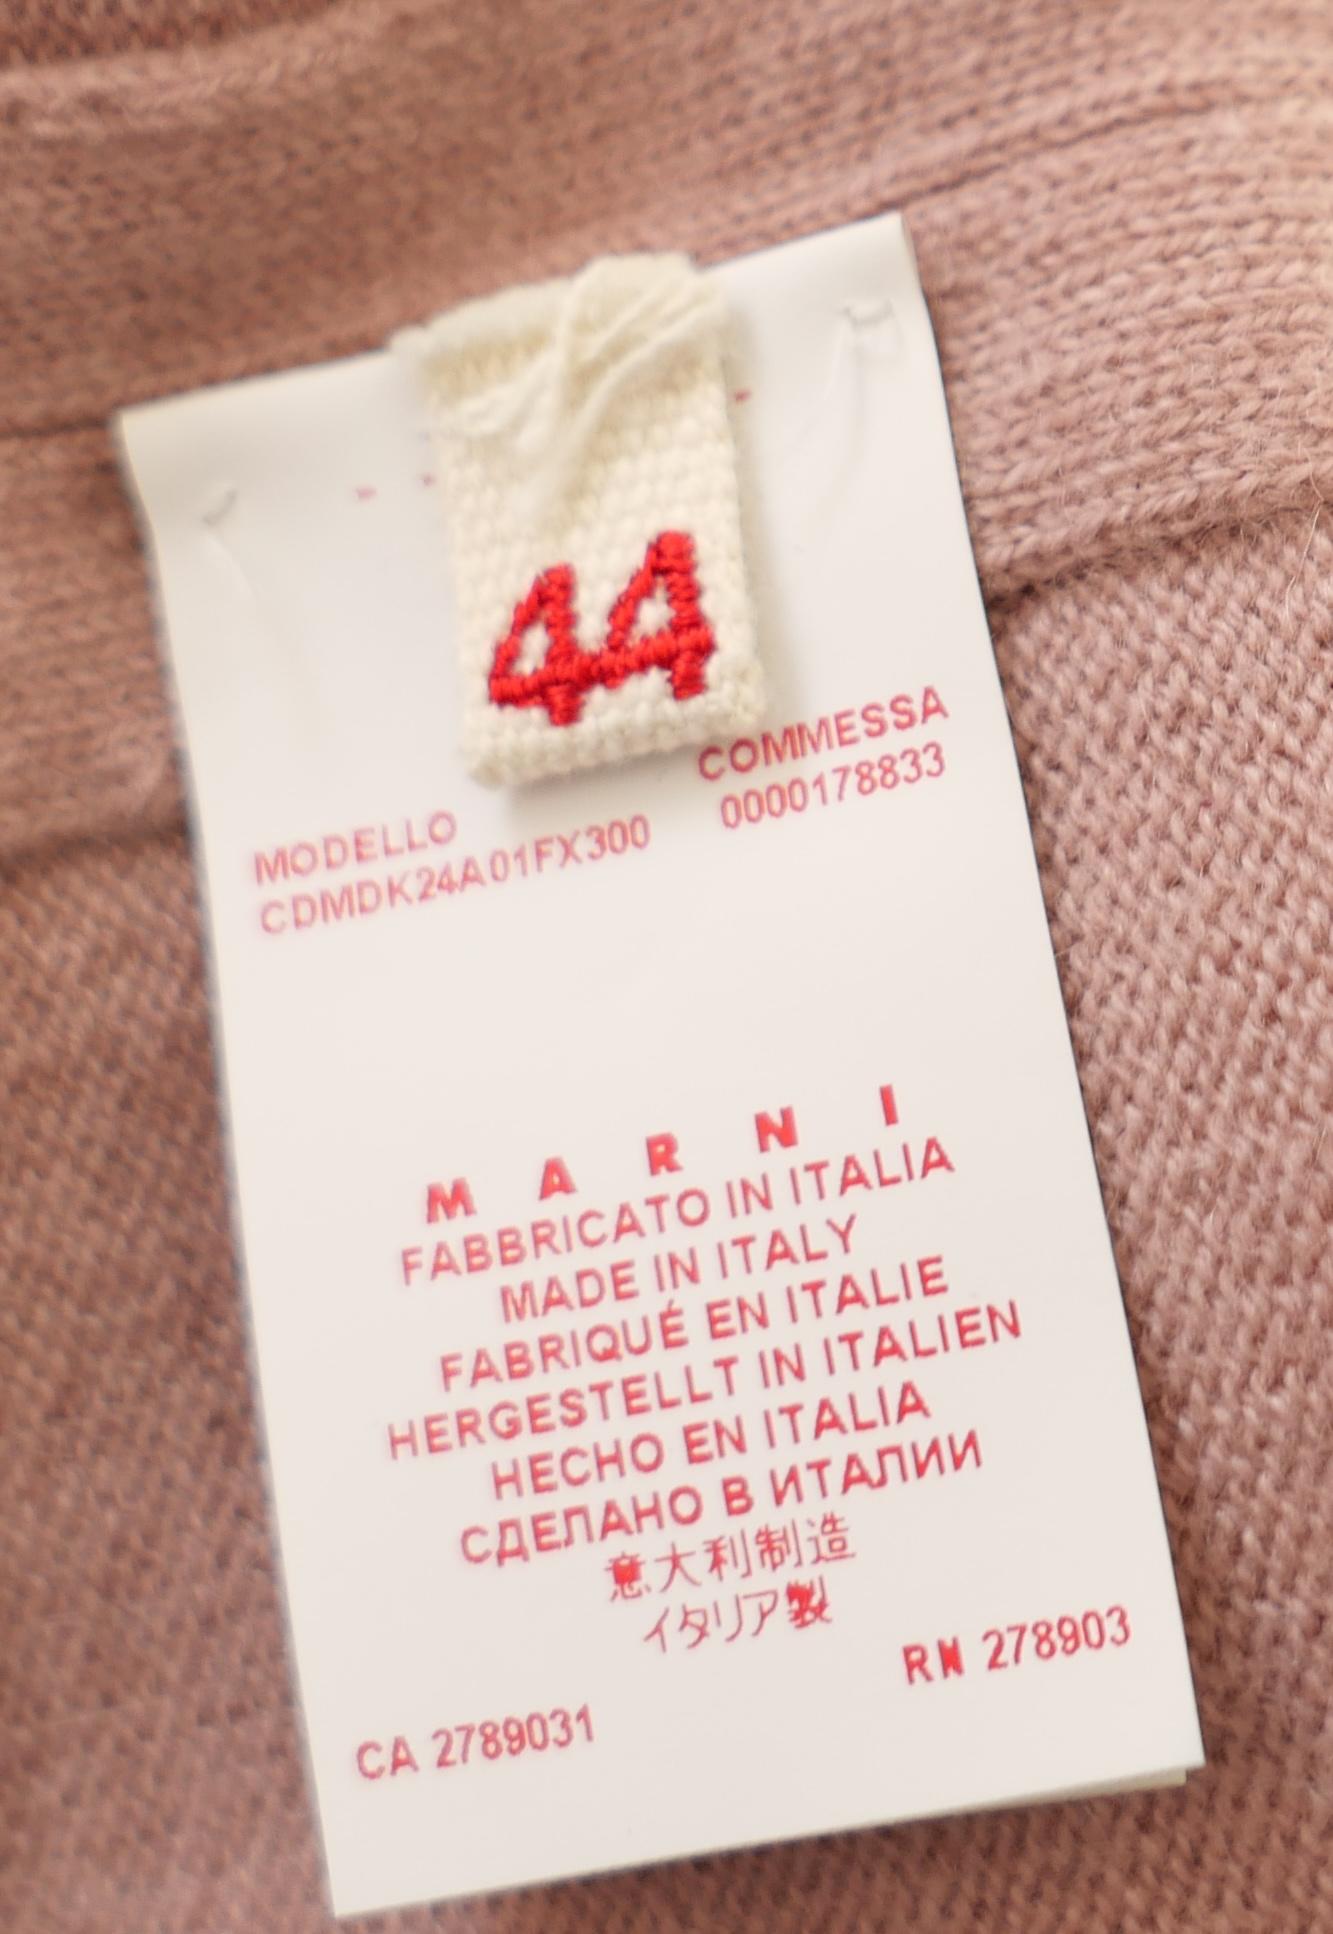 44
COMMESSA
0000178833
MODELLO
CDMDK24A01FX300
MARNI
FABBRICATO IN ITALIA
MADE IN ITALY
FABRIQUÉ EN ITALIE
HERGESTELLT IN ITALIEN
HECHO EN ITALIA
СДЕЛАНО В ИТАЛИИ
意大利制造
イタリア製
RN 278903
CA 2789031